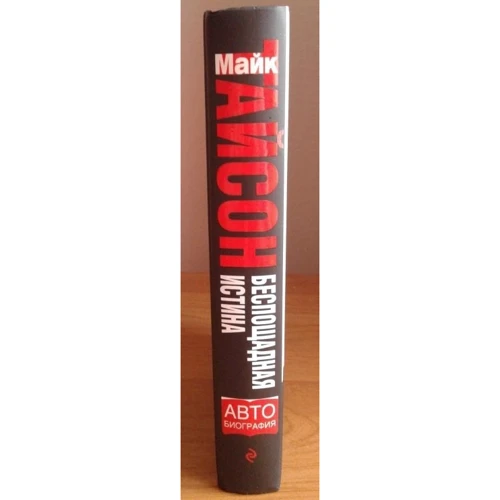 Майк
ТАЙСОН
БЕСПОЩАДНАЯ
ИСТИНА
АВТО
БИОГРАФИЯ